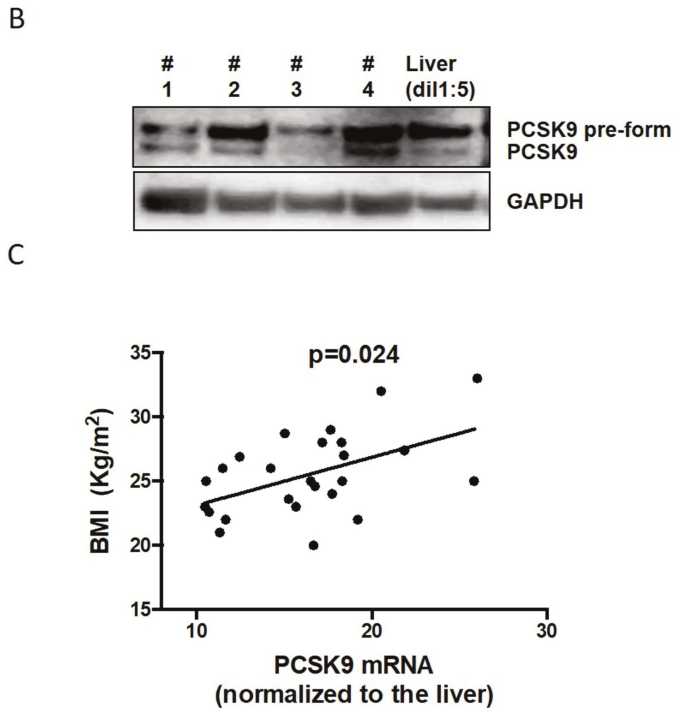 B
# # # # Liver
1 2 3 4 (dil1:5)
PCSK9 pre-form
PCSK9
GAPDH
C
p=0.024
35
30
25
20
15
BMI (Kg/m²)
10 20 30
PCSK9 mRNA
(normalized to the liver)